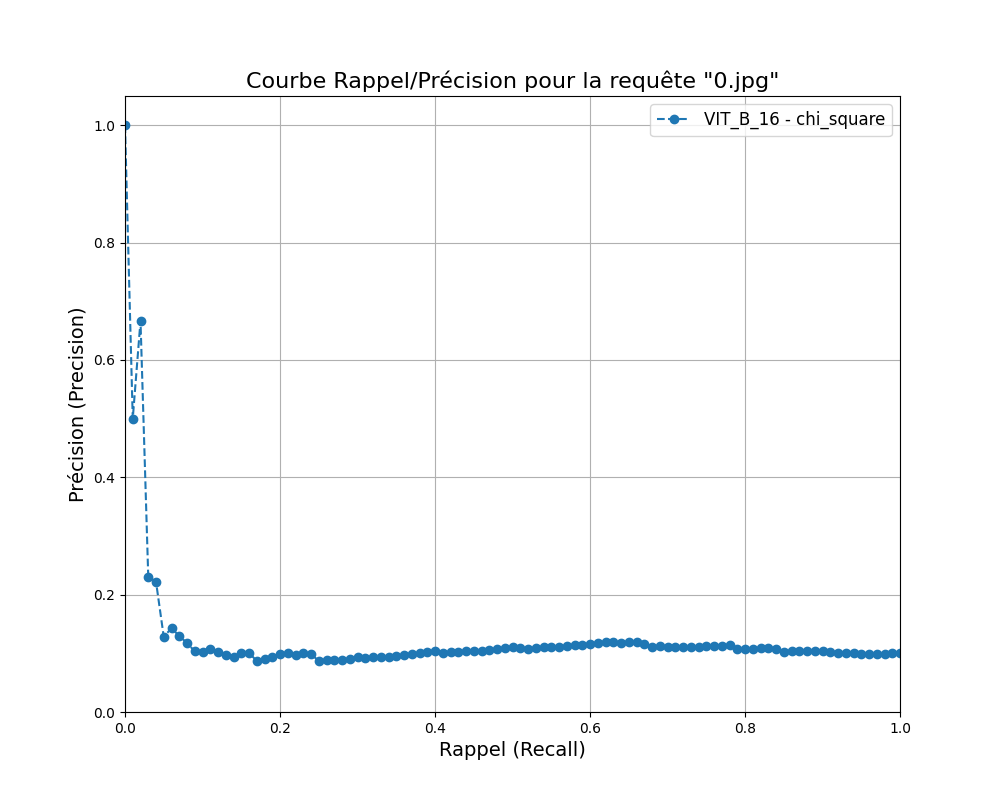 Courbe Rappel/Précision pour la requête "0.jpg"
VIT_B_16 - chi_square
1.0
0.8
0.6
0.4
0.2
0.0
Précision (Precision)
0.0 0.2 0.4 0.6 0.8 1.0
Rappel (Recall)